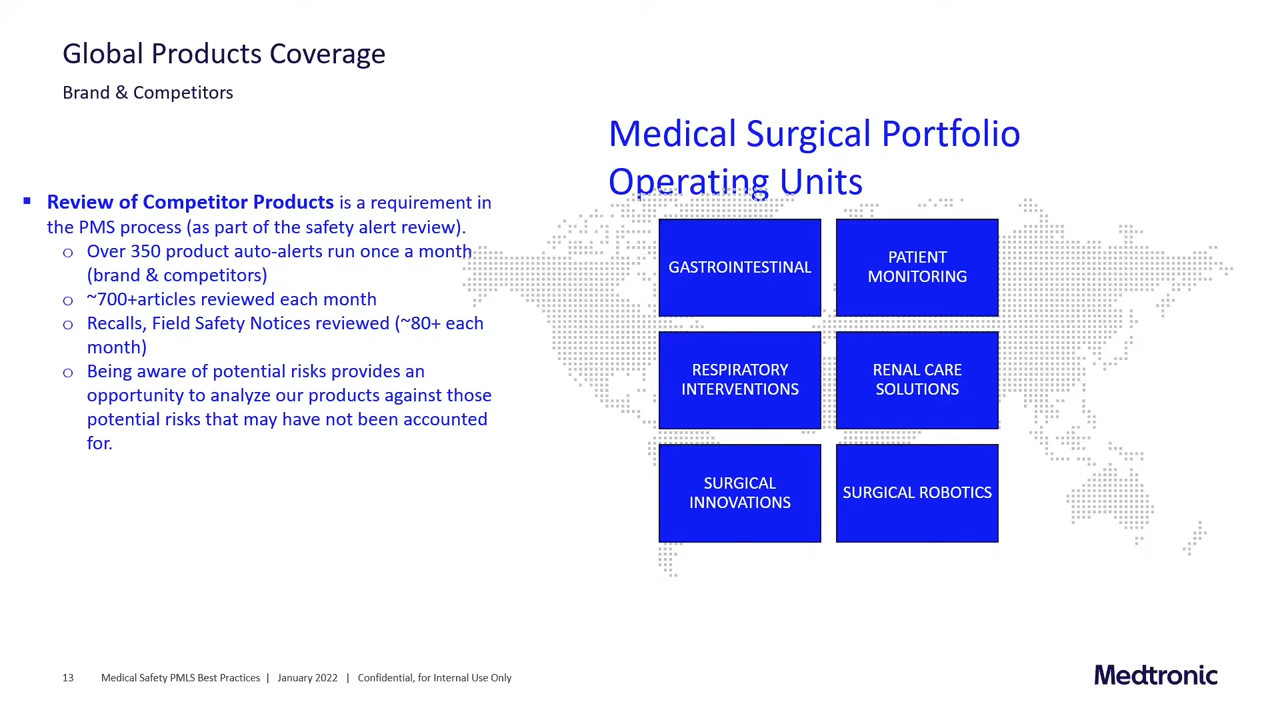 Global Products Coverage
Brand & Competitors
Medical Surgical Portfolio
Operating Units
▪ Review of Competitor Products is a requirement in
the PMS process (as part of the safety alert review).
o Over 350 product auto-alerts run once a month
(brand & competitors)
o ~700+articles reviewed each month
o Recalls, Field Safety Notices reviewed (~80+ each
month)
o Being aware of potential risks provides an
opportunity to analyze our products against those
potential risks that may have not been accounted
for.
GASTROINTESTINAL
PATIENT
MONITORING
RESPIRATORY
INTERVENTIONS
RENAL CARE
SOLUTIONS
SURGICAL
INNOVATIONS
SURGICAL ROBOTICS
13 Medical Safety PMLS Best Practices | January 2022 | Confidential, for Internal Use Only
Medtronic